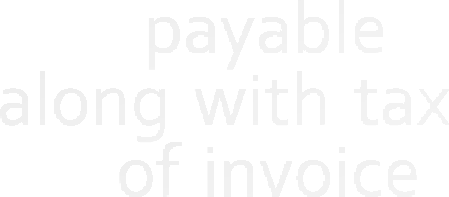 payable
along with tax
of invoice